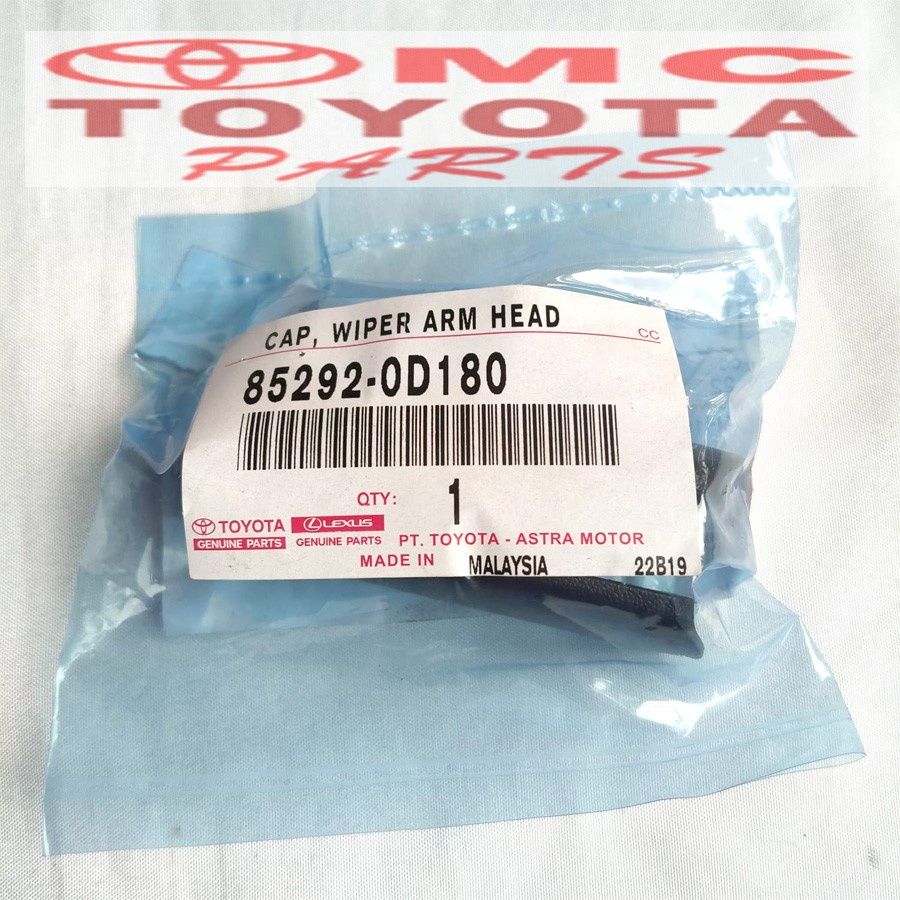 OMC
TOYOTA
PARTS
CAP, WIPER ARM HEAD
CC
85292-0D180
QTY: 1
TOYOTA
GENUINE PARTS
LEXUS
GENUINE PARTS
PT. TOYOTA - ASTRA MOTOR
MADE IN MALAYSIA 22B19